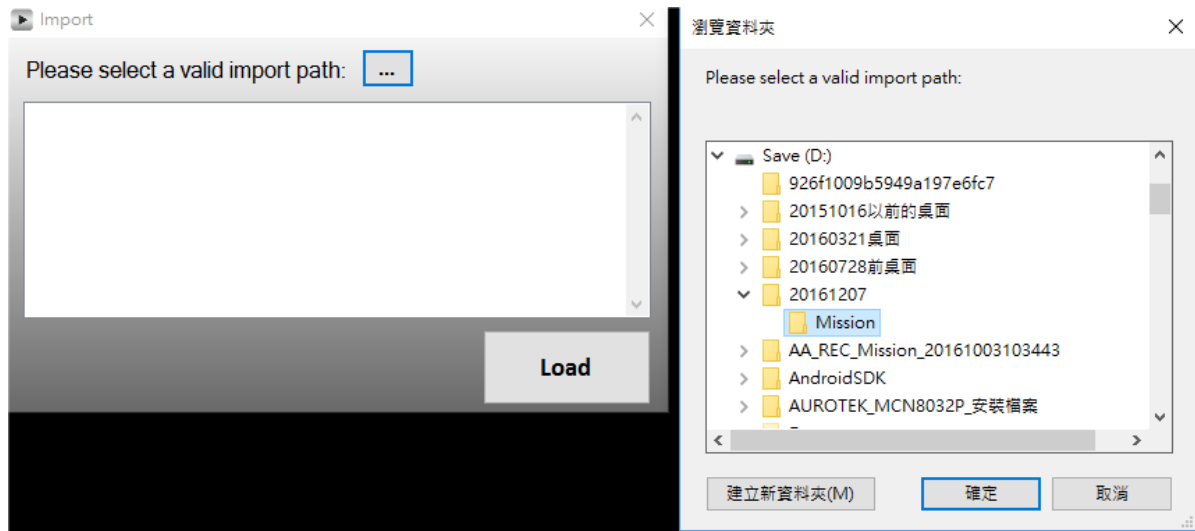 Import
Please select a valid import path:
...
Load
瀏覽資料夾
Please select a valid import path:
Save (D:)
926f1009b5949a197e6fc7
20151016以前的桌面
20160321桌面
20160728前桌面
20161207
Mission
AA_REC_Mission_20161003103443
AndroidSDK
AUROTEK_MCN8032P_安裝檔案
建立新資料夾(M)
確定
取消